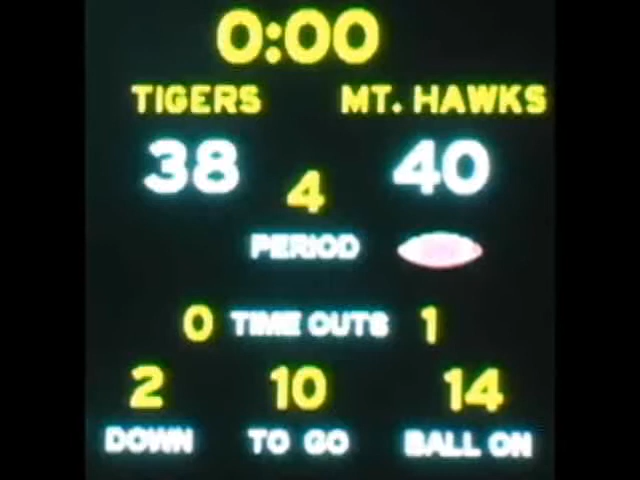 0:00
TIGERS MT. HAWKS
38 40
4
PERIOD
0 TIME OUTS 1
2 10 14
DOWN TO GO BALL ON